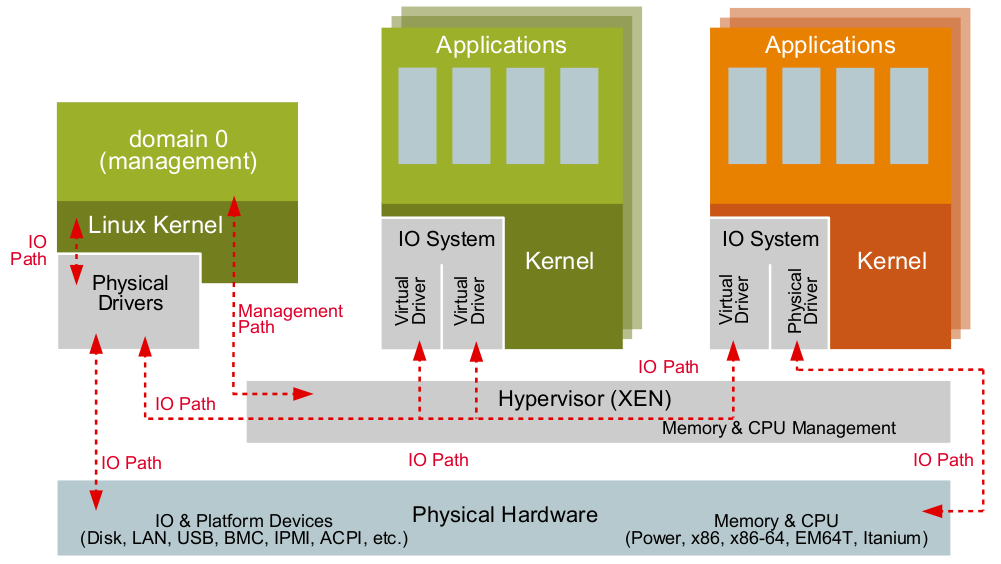 domain 0
(management)
Linux Kernel
IO
Path
Physical
Drivers
Management
Path
Applications
IO System
Virtual
Driver
Virtual
Driver
Kernel
Applications
IO System
Virtual
Driver
Physical
Driver
Kernel
IO Path
IO Path
Hypervisor (XEN)
Memory & CPU Management
IO Path
IO Path
IO Path
IO & Platform Devices
(Disk, LAN, USB, BMC, IPMI, ACPI, etc.)
Physical Hardware
Memory & CPU
(Power, x86, x86-64, EM64T, Itanium)